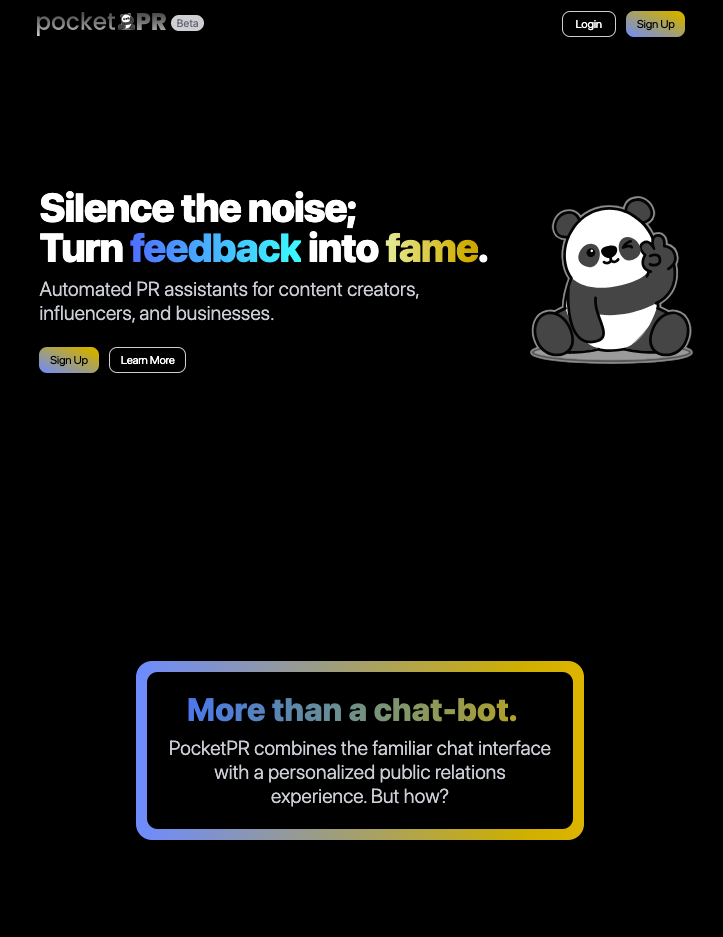 pocketPR Beta
Login
Sign Up
Silence the noise;
Turn feedback into fame.
Automated PR assistants for content creators,
influencers, and businesses.
Sign Up
Learn More
More than a chat-bot.
PocketPR combines the familiar chat interface
with a personalized public relations
experience. But how?